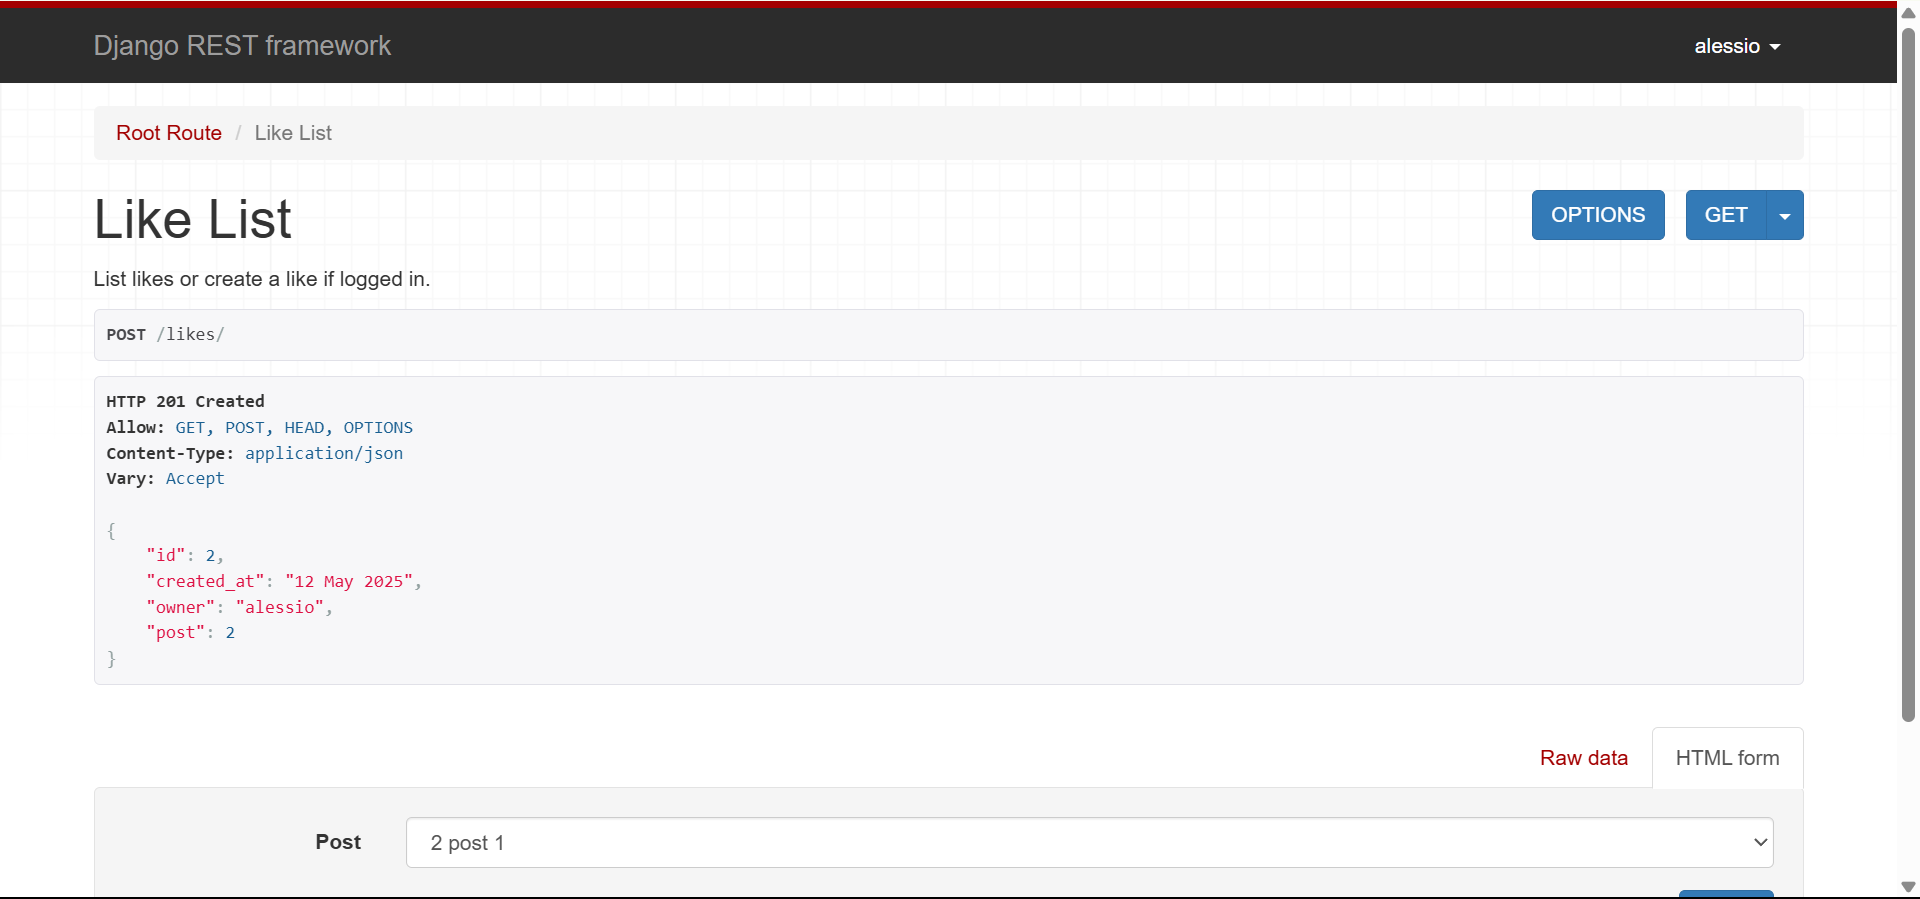 Django REST framework
alessio
Root Route / Like List
Like List
OPTIONS
GET
List likes or create a like if logged in.
POST /likes/
HTTP 201 Created
Allow: GET, POST, HEAD, OPTIONS
Content-Type: application/json
Vary: Accept
{
    "id": 2,
    "created_at": "12 May 2025",
    "owner": "alessio",
    "post": 2
}
Raw data
HTML form
Post
2 post 1